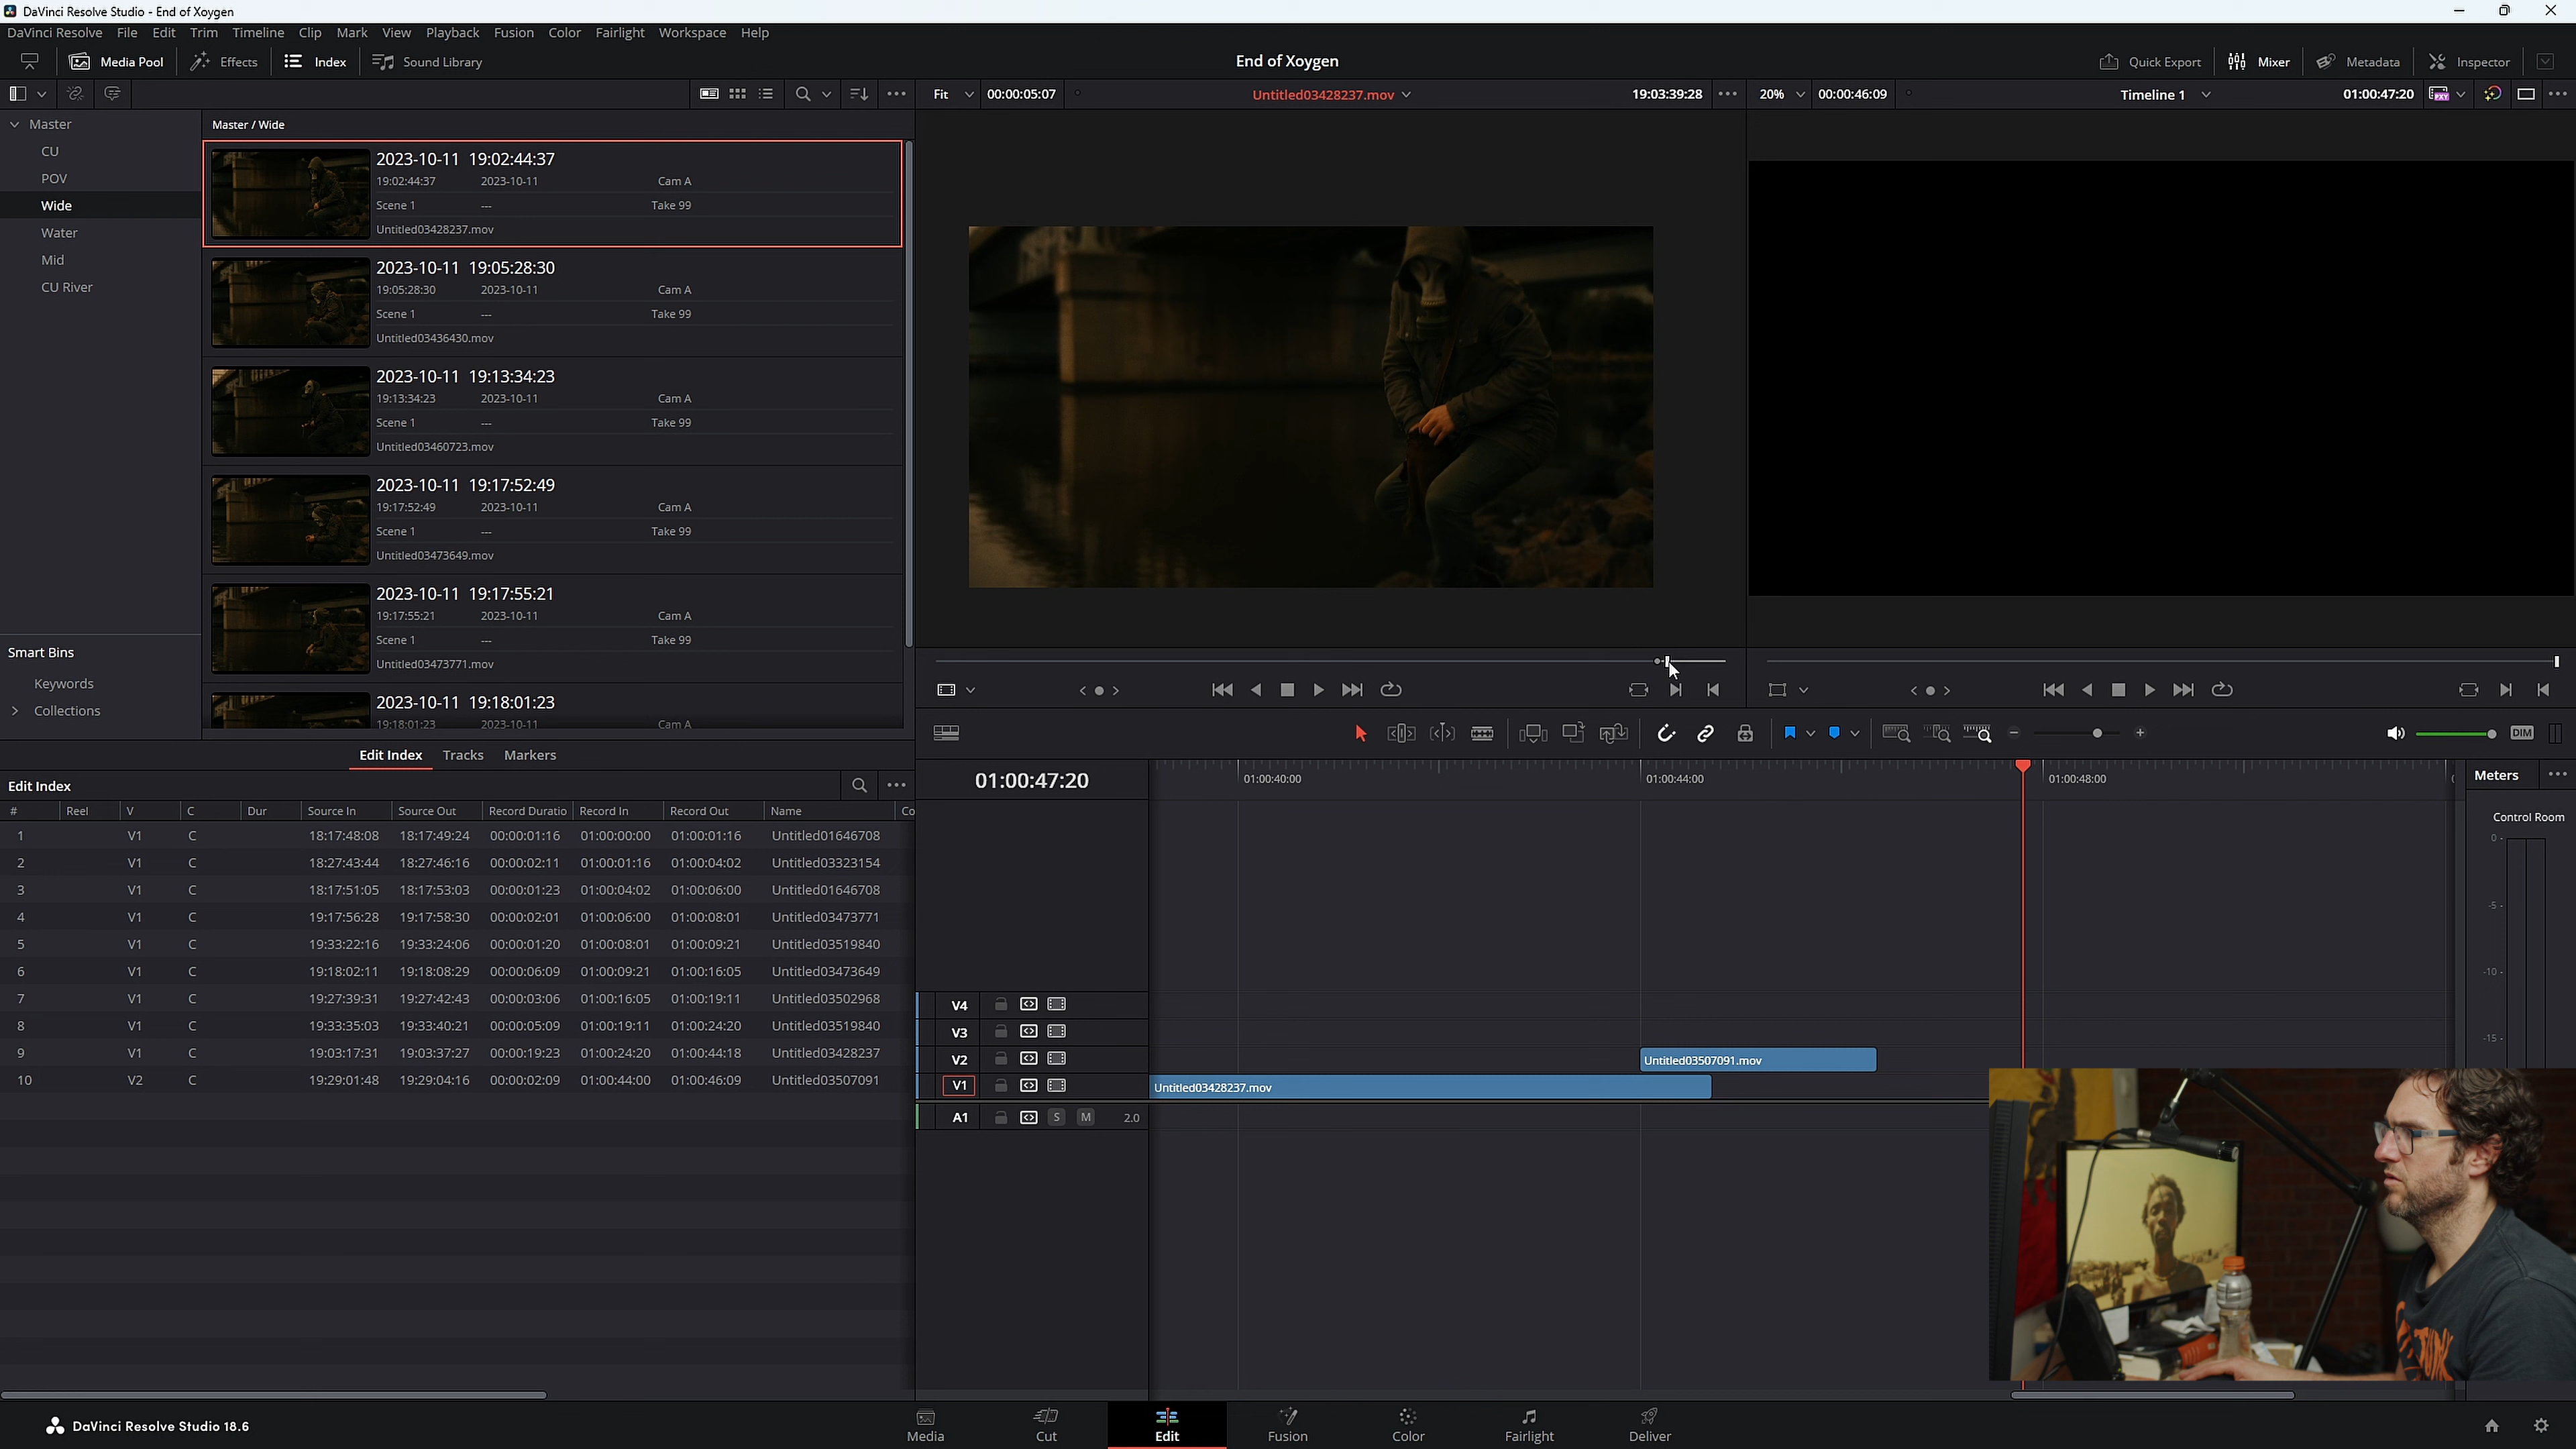 DaVinci Resolve Studio - End of Xoygen
DaVinci Resolve File Edit Trim Timeline Clip Mark View Playback Fusion Color Fairlight Workspace Help
Media Pool Effects Index Sound Library End of Xoygen Quick Export Mixer Metadata Inspector
Fit 00:00:05:07 Untitled03428237.mov 19:03:39:28 20% 00:00:46:09 Timeline 1 01:00:47:20
Master
CU
POV
Wide
Water
Mid
CU River
Smart Bins
Keywords
Collections
Master / Wide
2023-10-11 19:02:44:37
19:02:44:37 2023-10-11 Cam A
Scene 1 --- Take 99
Untitled03428237.mov
2023-10-11 19:05:28:30
19:05:28:30 2023-10-11 Cam A
Scene 1 --- Take 99
Untitled03436430.mov
2023-10-11 19:13:34:23
19:13:34:23 2023-10-11 Cam A
Scene 1 --- Take 99
Untitled03460723.mov
2023-10-11 19:17:52:49
19:17:52:49 2023-10-11 Cam A
Scene 1 --- Take 99
Untitled03473649.mov
2023-10-11 19:17:55:21
19:17:55:21 2023-10-11 Cam A
Scene 1 --- Take 99
Untitled03473771.mov
2023-10-11 19:18:01:23
19:18:01:23 2023-10-11 Cam A
Edit Index Tracks Markers
Edit Index
# Reel V C Dur Source In Source Out Record Duratio Record In Record Out Name Co
1 V1 C 18:17:48:08 18:17:49:24 00:00:01:16 01:00:00:00 01:00:01:16 Untitled01646708
2 V1 C 18:27:43:44 18:27:46:16 00:00:02:11 01:00:01:16 01:00:04:02 Untitled03323154
3 V1 C 18:17:51:05 18:17:53:03 00:00:01:23 01:00:04:02 01:00:06:00 Untitled01646708
4 V1 C 19:17:56:28 19:17:58:30 00:00:02:01 01:00:06:00 01:00:08:01 Untitled03473771
5 V1 C 19:33:22:16 19:33:24:06 00:00:01:20 01:00:08:01 01:00:09:21 Untitled03519840
6 V1 C 19:18:02:11 19:18:08:29 00:00:06:09 01:00:09:21 01:00:16:05 Untitled03473649
7 V1 C 19:27:39:31 19:27:42:43 00:00:03:06 01:00:16:05 01:00:19:11 Untitled03502968
8 V1 C 19:33:35:03 19:33:40:21 00:00:05:09 01:00:19:11 01:00:24:20 Untitled03519840
9 V1 C 19:03:17:31 19:03:37:27 00:00:19:23 01:00:24:20 01:00:44:18 Untitled03428237
10 V2 C 19:29:01:48 19:29:04:16 00:00:02:09 01:00:44:00 01:00:46:09 Untitled03507091
DIM
01:00:47:20
01:00:40:00 01:00:44:00 01:00:48:00
V4
V3
V2 Untitled03507091.mov
V1 Untitled03428237.mov
A1 S M 2.0
Meters
Control Room
0 -
-5 -
-10 -
-15 -
DaVinci Resolve Studio 18.6
Media Cut Edit Fusion Color Fairlight Deliver